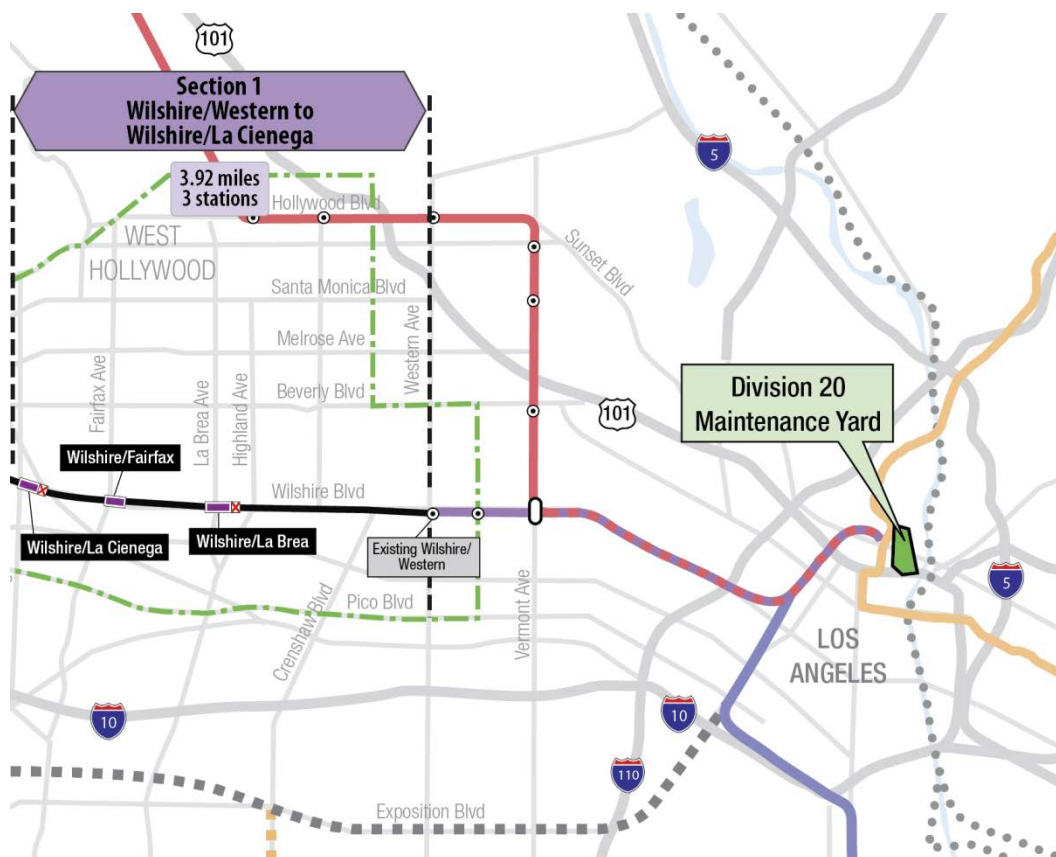 101
Section 1
Wilshire/Western to
Wilshire/La Cienega
5
3.92 miles
3 stations
Hollywood Blvd
WEST
HOLLYWOOD
Sunset Blvd
Santa Monica Blvd
Western Ave
Melrose Ave
Fairfax Ave
La Brea Ave
Highland Ave
Beverly Blvd
101
Division 20
Maintenance Yard
Wilshire/Fairfax
Wilshire Blvd
Wilshire/La Cienega
Wilshire/La Brea
Existing Wilshire/
Western
5
Pico Blvd
Crenshaw Blvd
Vermont Ave
LOS
ANGELES
10
10
110
Exposition Blvd